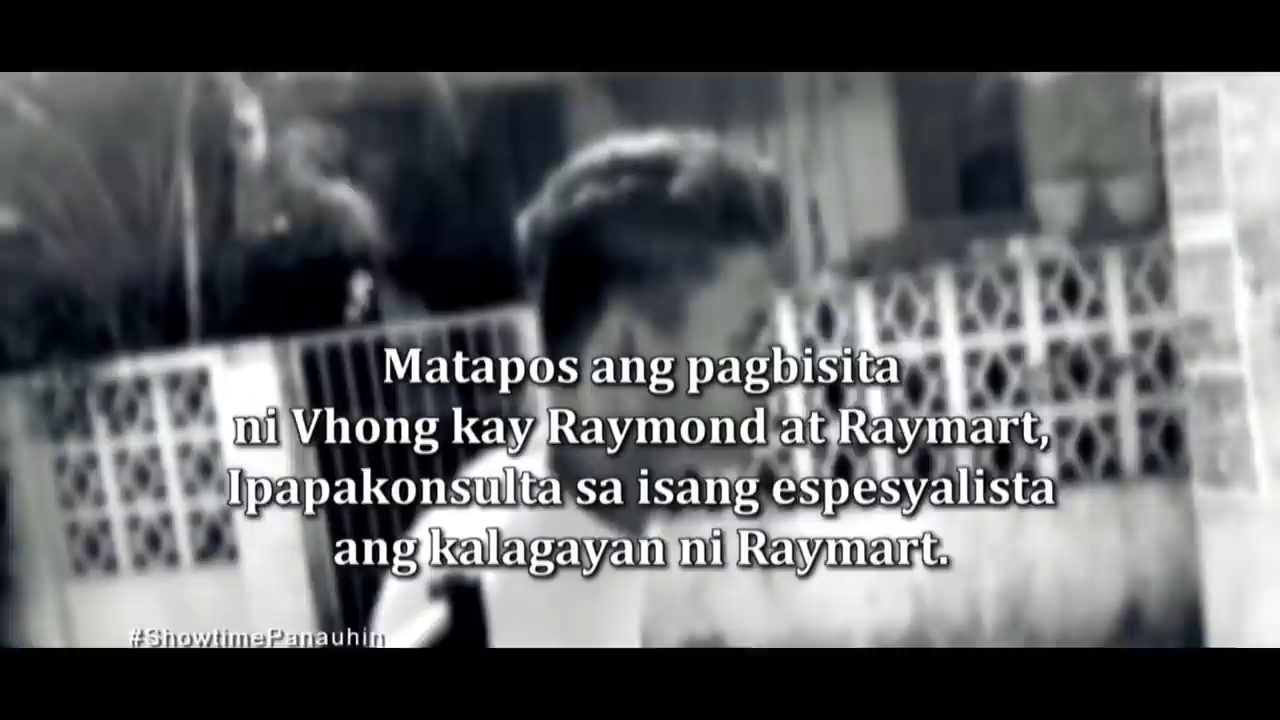 Matapos ang pagbisita
ni Vhong kay Raymond at Raymart,
Ipapakonsulta sa isang espesyalista
ang kalagayan ni Raymart.
#ShowtimePanauhin